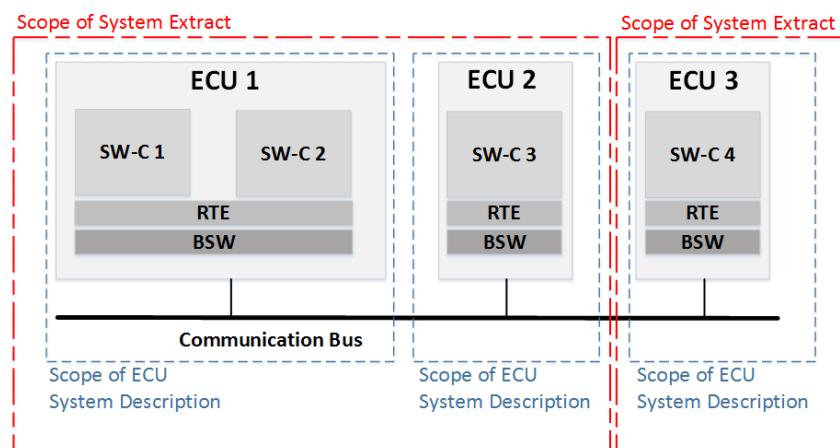 Scope of System Extract
Scope of System Extract
ECU 1
ECU 2
ECU 3
SW-C 1
SW-C 2
SW-C 3
SW-C 4
RTE
RTE
RTE
BSW
BSW
BSW
Communication Bus
Scope of ECU
System Description
Scope of ECU
System Description
Scope of ECU
System Description